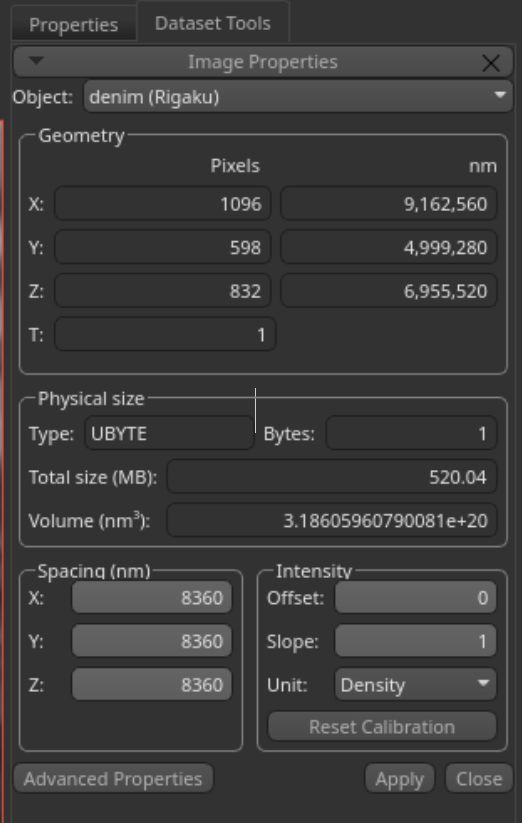 Properties Dataset Tools
Image Properties
Object: denim (Rigaku)
Geometry
Pixels nm
X: 1096 9,162,560
Y: 598 4,999,280
Z: 832 6,955,520
T: 1
Physical size
Type: UBYTE Bytes: 1
Total size (MB): 520.04
Volume (nm³): 3.18605960790081e+20
Spacing (nm) Intensity
X: 8360 Offset: 0
Y: 8360 Slope: 1
Z: 8360 Unit: Density
Reset Calibration
Advanced Properties Apply Close